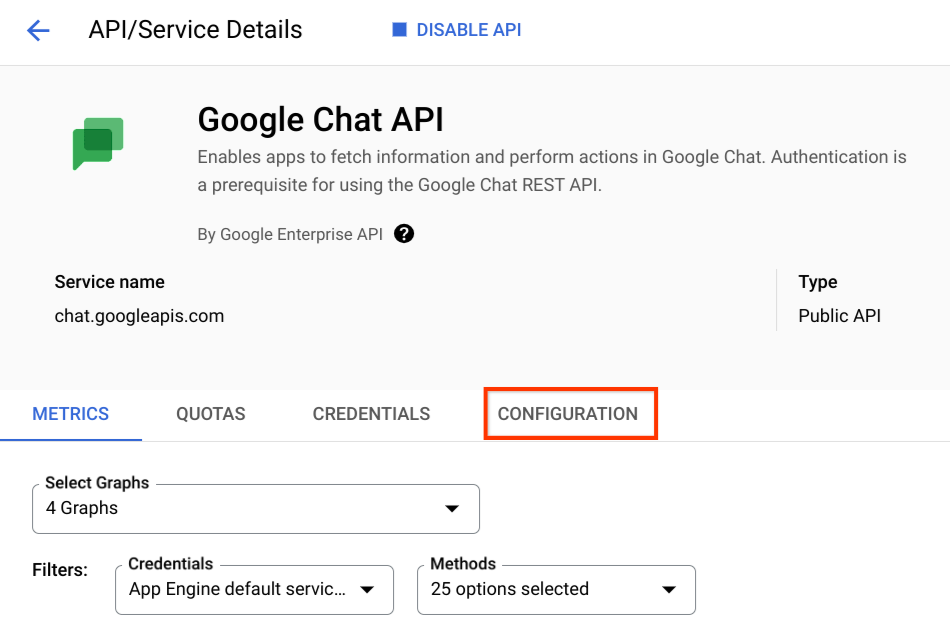 API/Service Details
DISABLE API
Google Chat API
Enables apps to fetch information and perform actions in Google Chat. Authentication is
a prerequisite for using the Google Chat REST API.
By Google Enterprise API
Service name
Type
chat.googleapis.com
Public API
METRICS
QUOTAS
CREDENTIALS
CONFIGURATION
Select Graphs
4 Graphs
Filters:
Credentials
App Engine default servic...
Methods
25 options selected